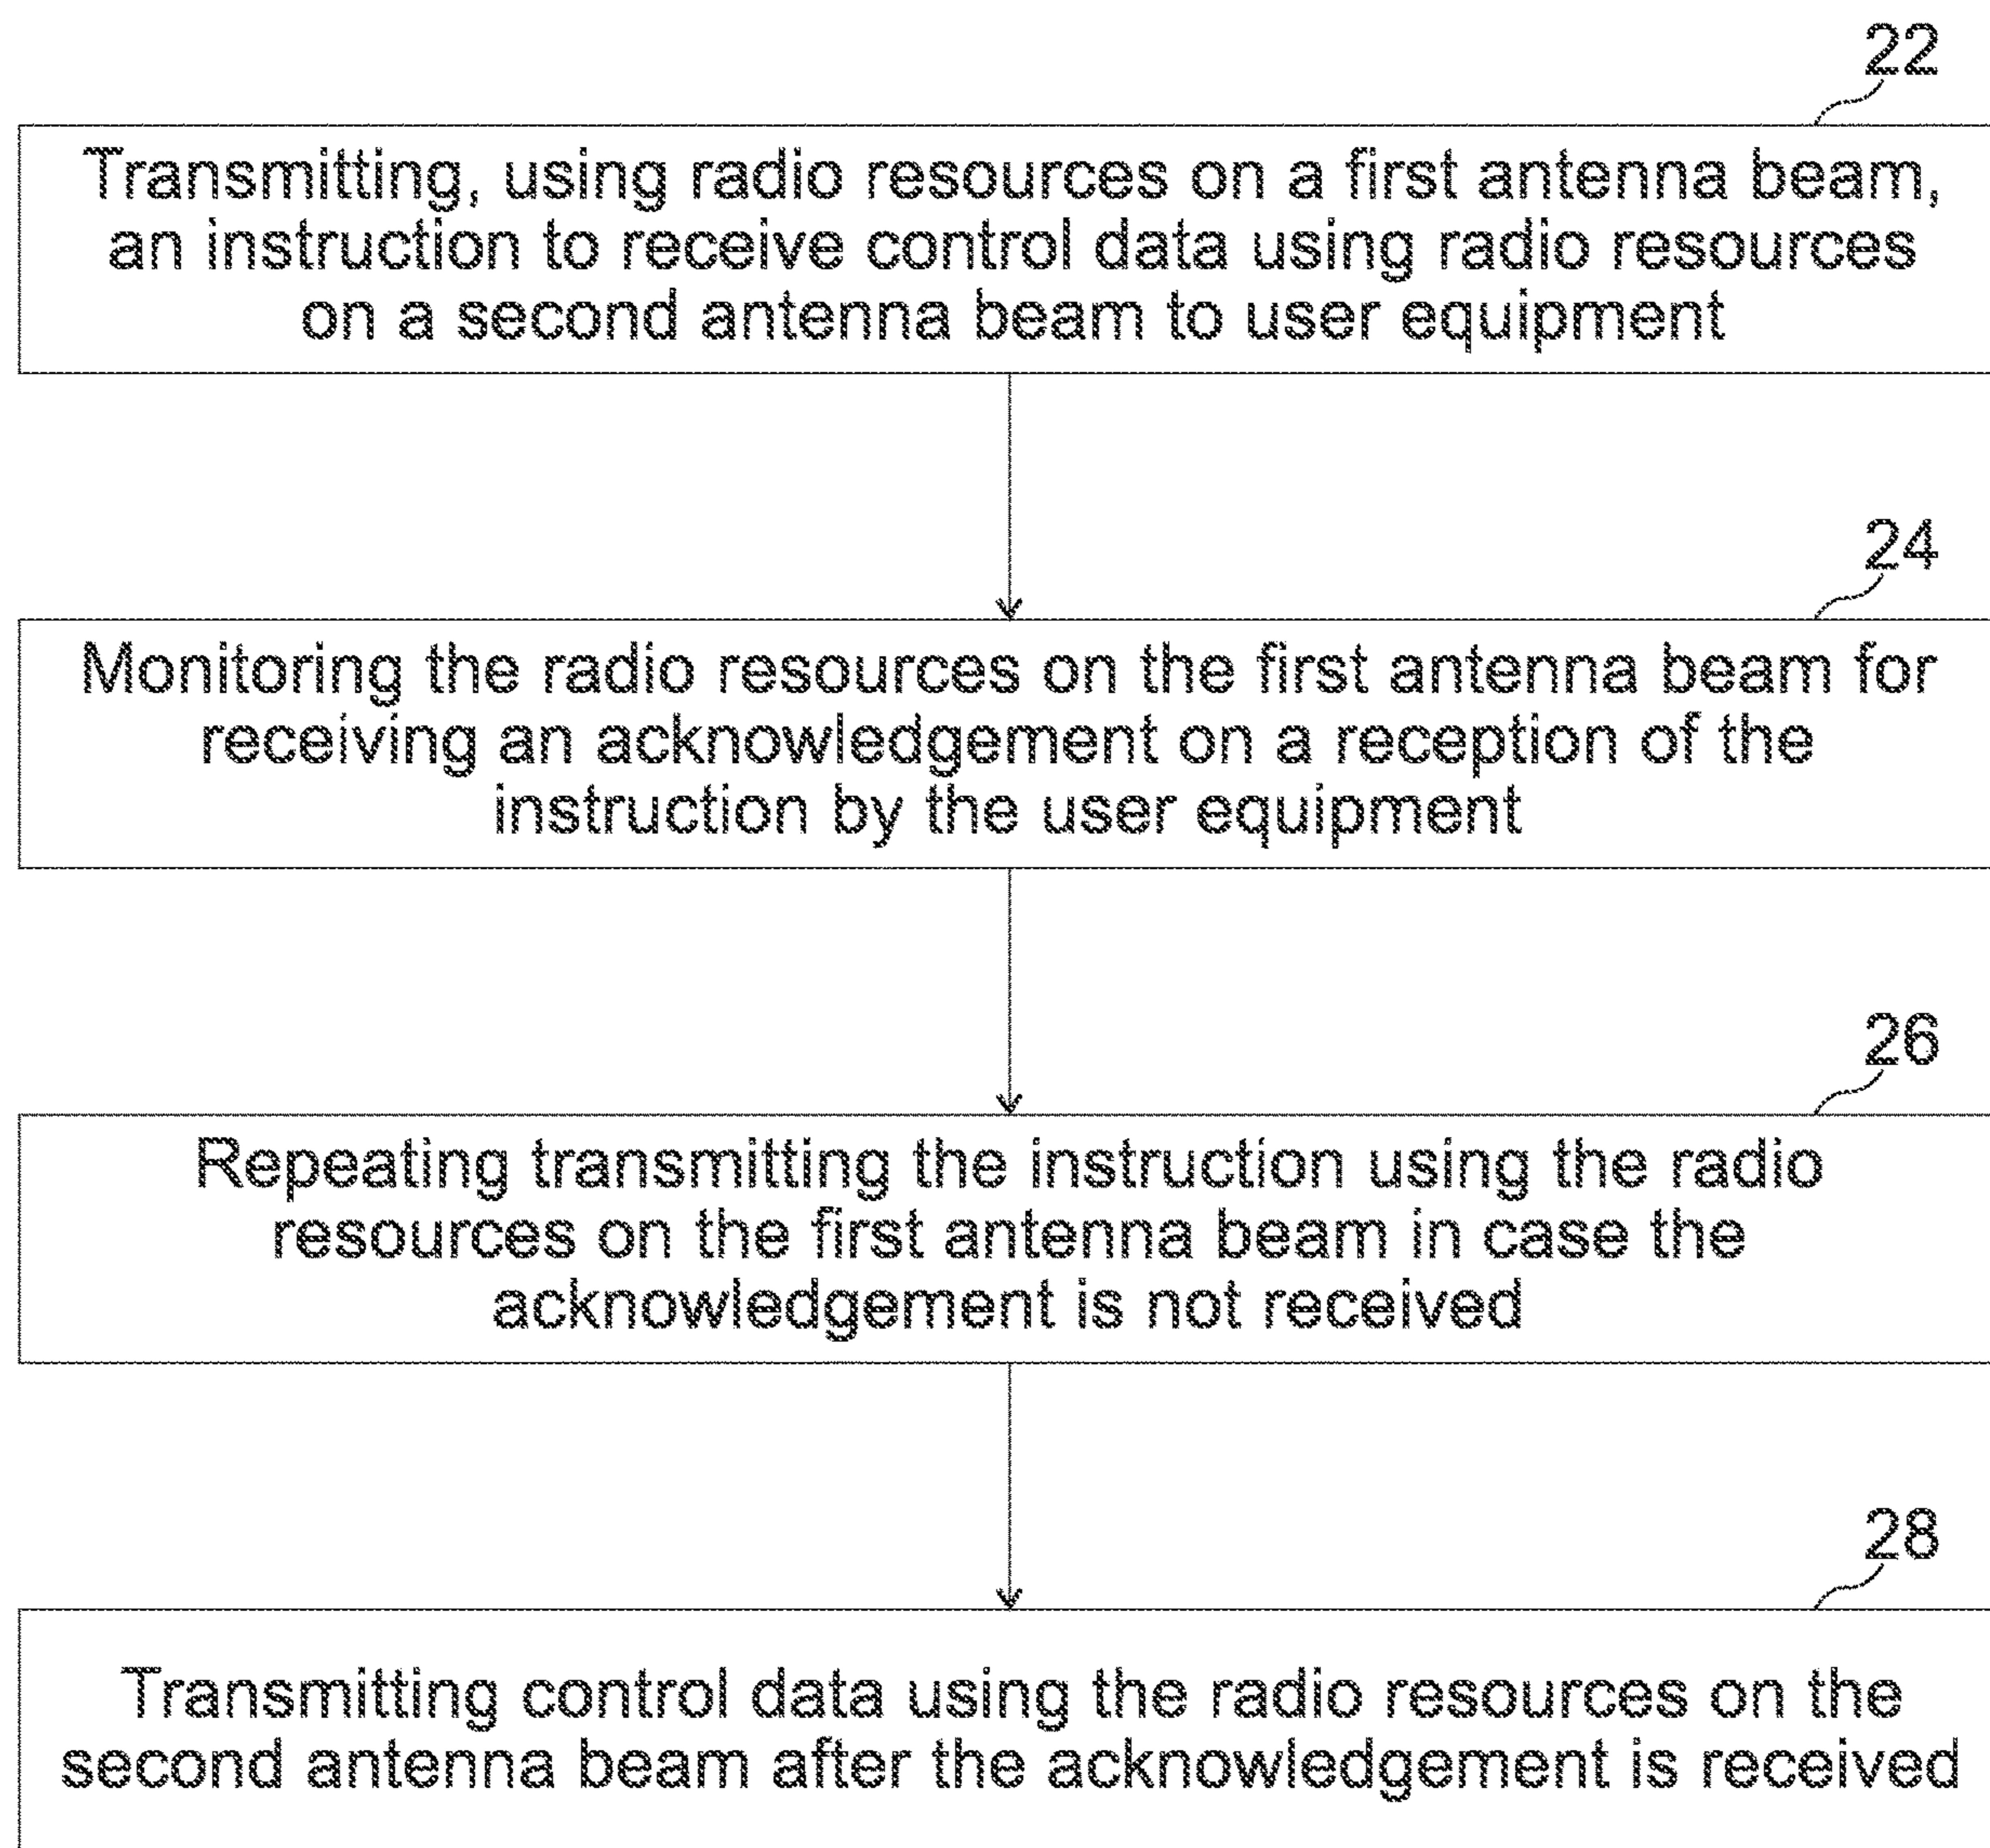 22
Transmitting, using radio resources on a first antenna beam,
an instruction to receive control data using radio resources
on a second antenna beam to user equipment
24
Monitoring the radio resources on the first antenna beam for
receiving an acknowledgement on a reception of the
instruction by the user equipment
26
Repeating transmitting the instruction using the radio
resources on the first antenna beam in case the
acknowledgement is not received
28
Transmitting control data using the radio resources on the
second antenna beam after the acknowledgement is received